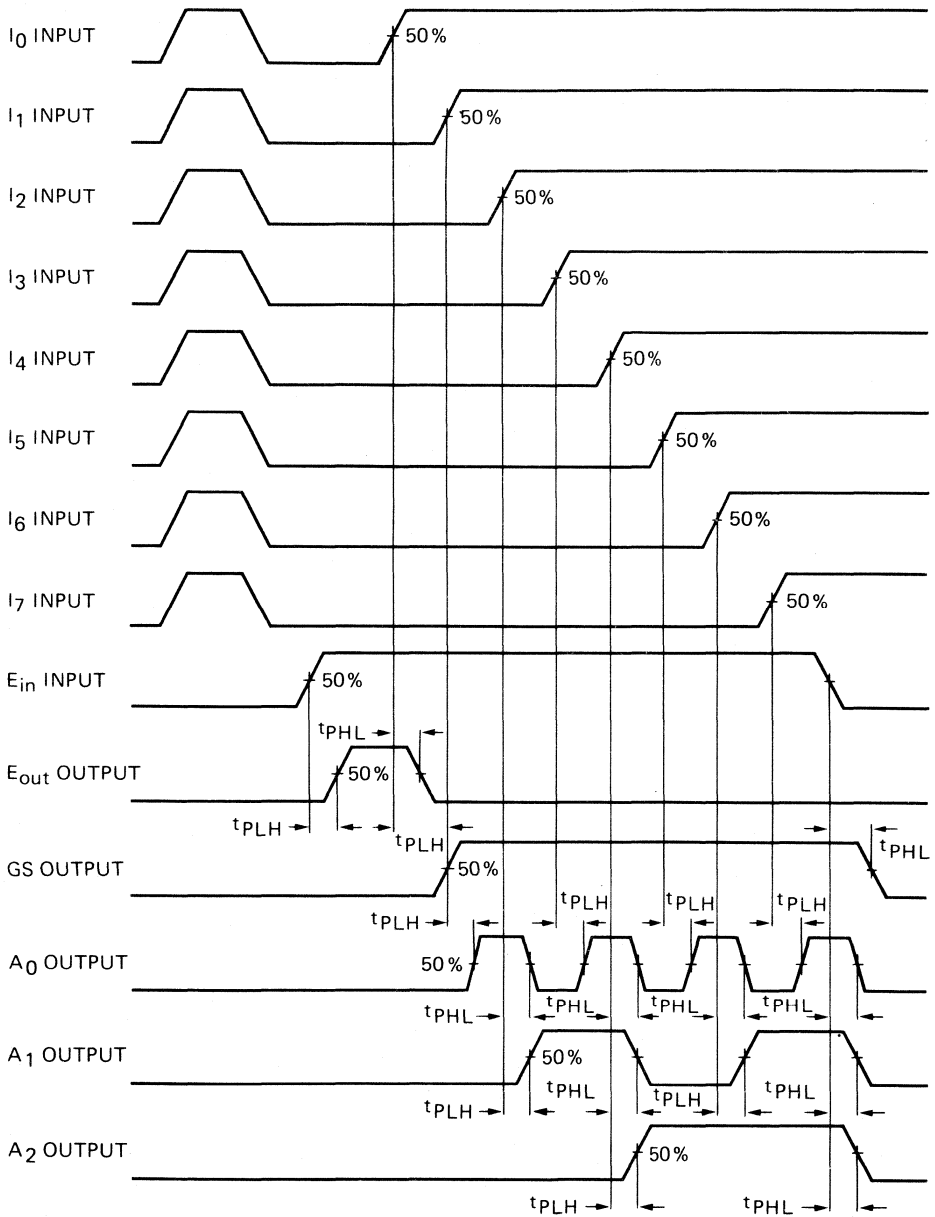 I0 INPUT
50%
I1 INPUT
50%
I2 INPUT
50%
I3 INPUT
50%
I4 INPUT
50%
I5 INPUT
50%
I6 INPUT
50%
I7 INPUT
50%
Ein INPUT
50%
tPHL
Eout OUTPUT
50%
tPLH
tPLH
tPHL
GS OUTPUT
50%
tPLH
tPLH
tPLH
tPLH
A0 OUTPUT
50%
tPHL
tPHL
tPHL
tPHL
A1 OUTPUT
50%
tPLH
tPHL
tPLH
tPHL
A2 OUTPUT
50%
tPLH
tPHL